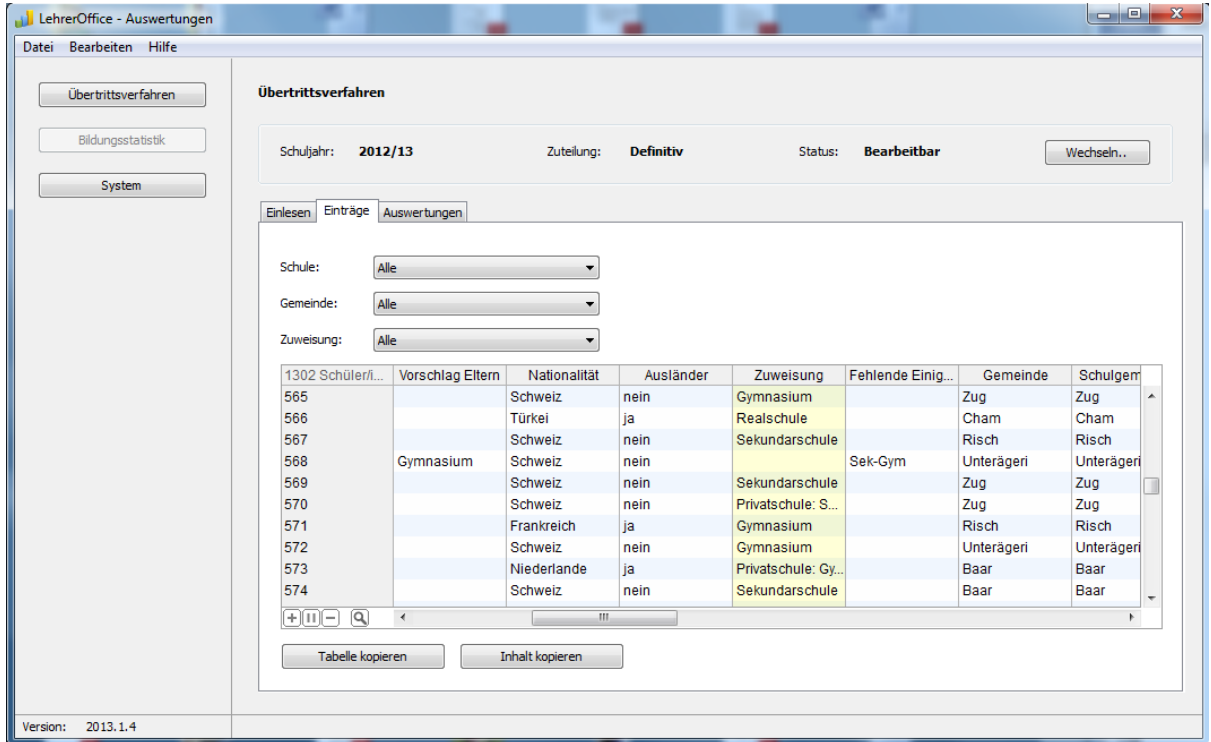 LehrerOffice - Auswertungen
Datei Bearbeiten Hilfe
Übertrittsverfahren
Bildungsstatistik
System
Übertrittsverfahren
Schuljahr: 2012/13 Zuteilung: Definitiv Status: Bearbeitbar Wechseln..
Einlesen Einträge Auswertungen
Schule: Alle
Gemeinde: Alle
Zuweisung: Alle
1302 Schüler/i... Vorschlag Eltern Nationalität Ausländer Zuweisung Fehlende Einig... Gemeinde Schulgem
565 Schweiz nein Gymnasium Zug Zug
566 Türkei ja Realschule Cham Cham
567 Schweiz nein Sekundarschule Risch Risch
568 Gymnasium Schweiz nein Sek-Gym Unterägeri Unterägeri
569 Schweiz nein Sekundarschule Zug Zug
570 Schweiz nein Privatschule: S... Zug Zug
571 Frankreich ja Gymnasium Risch Risch
572 Schweiz nein Gymnasium Unterägeri Unterägeri
573 Niederlande ja Privatschule: Gy... Baar Baar
574 Schweiz nein Sekundarschule Baar Baar
Tabelle kopieren Inhalt kopieren
Version: 2013.1.4